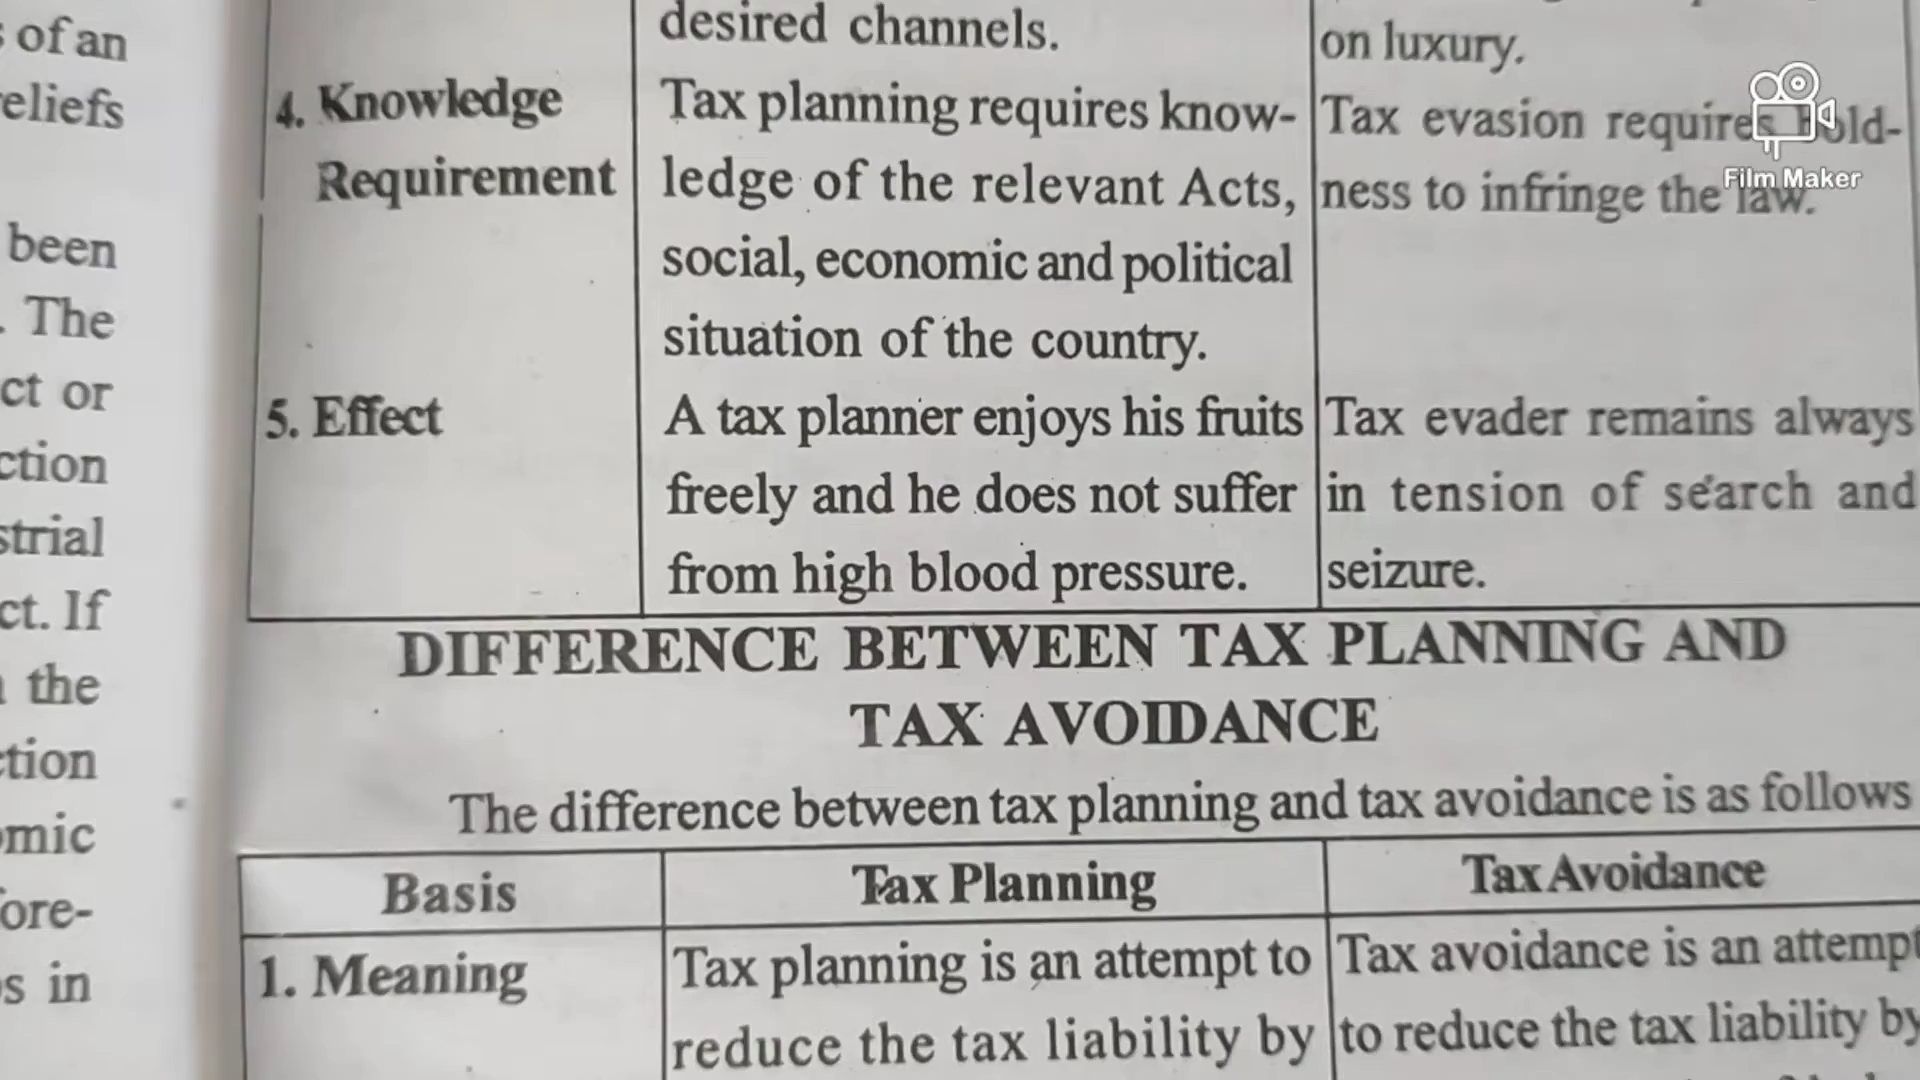 s of an
reliefs
been
. The
ct or
ction
strial
ct. If
the
tion
omic
fore-
s in
desired channels.
on luxury.
4. Knowledge
Requirement
Tax planning requires know-
ledge of the relevant Acts,
social, economic and political
situation of the country.
Tax evasion requires bold-
ness to infringe the law.
5. Effect
A tax planner enjoys his fruits
freely and he does not suffer
from high blood pressure.
Tax evader remains always
in tension of search and
seizure.
DIFFERENCE BETWEEN TAX PLANNING AND
TAX AVOIDANCE
The difference between tax planning and tax avoidance is as follows
Basis
Tax Planning
Tax Avoidance
1. Meaning
Tax planning is an attempt to
reduce the tax liability by
Tax avoidance is an attempt
to reduce the tax liability by
Film Maker